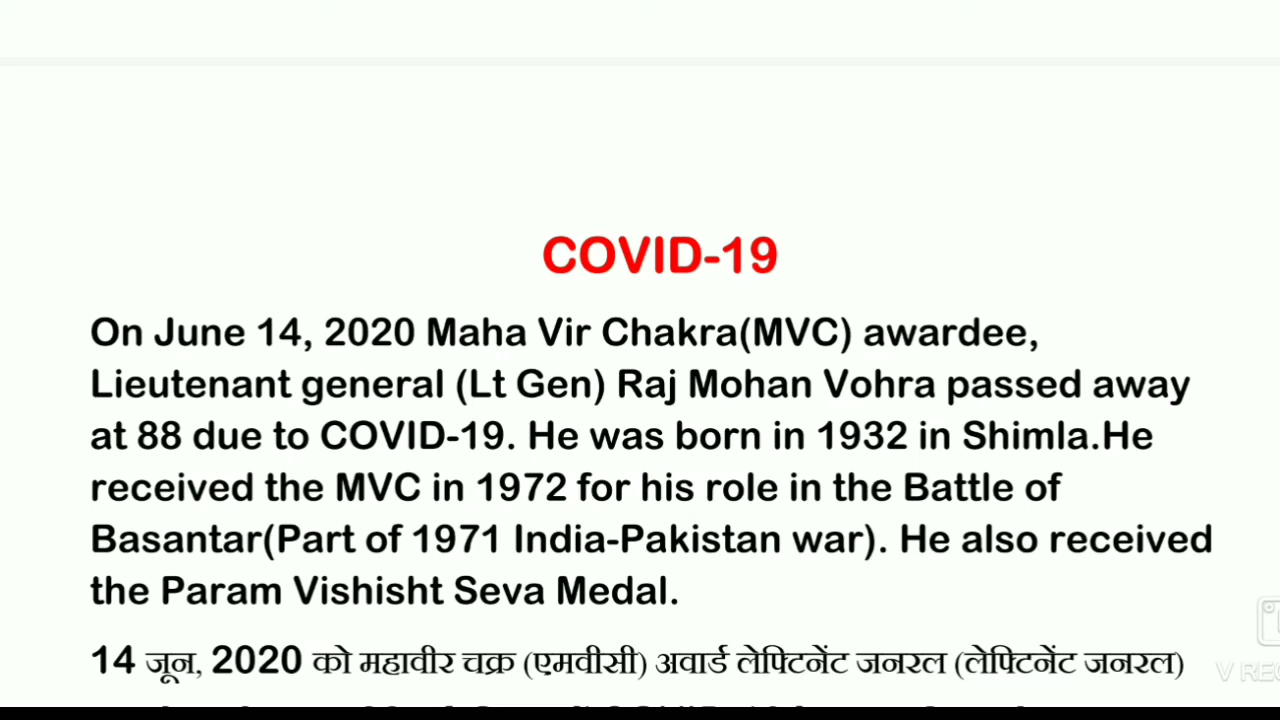 COVID-19
On June 14, 2020 Maha Vir Chakra(MVC) awardee,
Lieutenant general (Lt Gen) Raj Mohan Vohra passed away
at 88 due to COVID-19. He was born in 1932 in Shimla.He
received the MVC in 1972 for his role in the Battle of
Basantar(Part of 1971 India-Pakistan war). He also received
the Param Vishisht Seva Medal.
14 जून, 2020 को महावीर चक्र (एमवीसी) अवार्ड लेफ्टिनेंट जनरल (लेफ्टिनेंट जनरल)
V REC